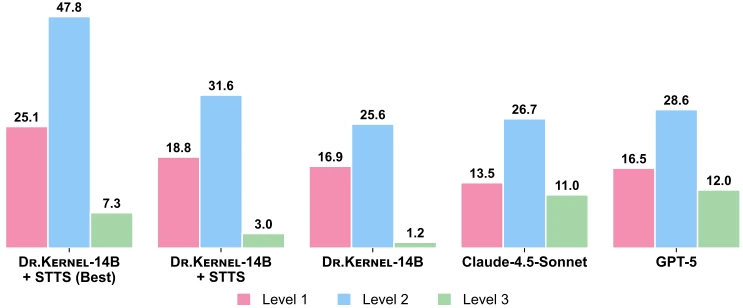 47.8
25.1
7.3
31.6
18.8
3.0
25.6
16.9
1.2
26.7
13.5
11.0
28.6
16.5
12.0
DR.KERNEL-14B
+ STTS (Best)
DR.KERNEL-14B
+ STTS
DR.KERNEL-14B
Claude-4.5-Sonnet
GPT-5
Level 1
Level 2
Level 3